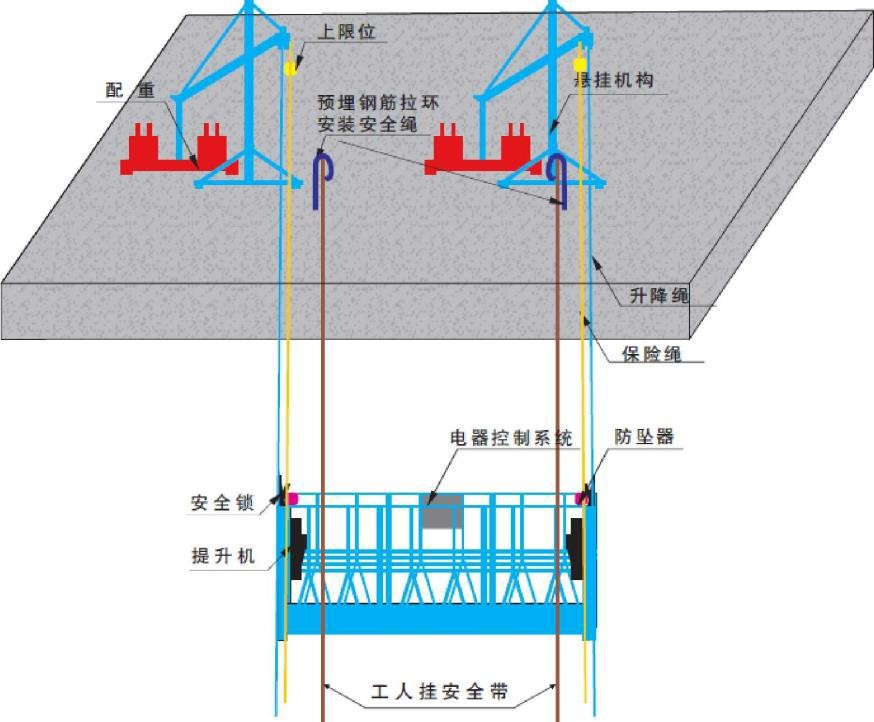 上限位
配 重
悬挂机构
预埋钢筋拉环
安装安全绳
升降绳
保险绳
电器控制系统
防坠器
安全锁
提升机
工人挂安全带